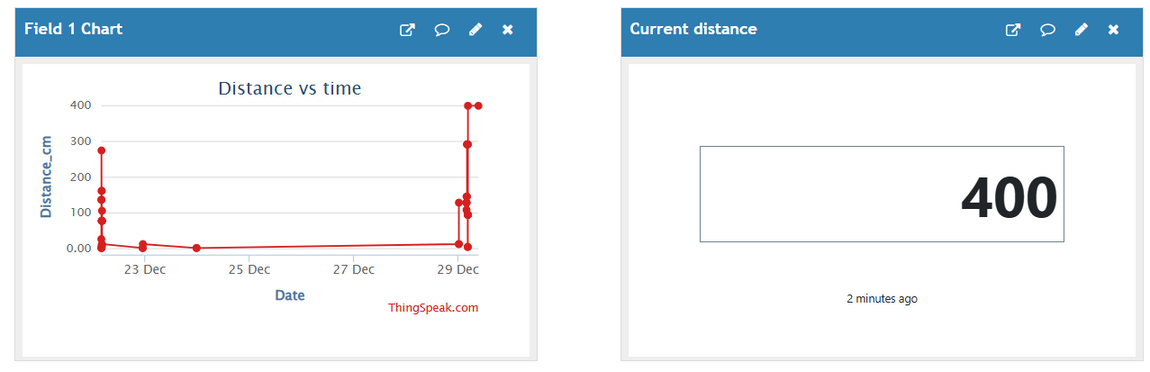 Field 1 Chart
Distance vs time
400
300
200
100
0.00
Distance_cm
23 Dec 25 Dec 27 Dec 29 Dec
Date
ThingSpeak.com
Current distance
400
2 minutes ago